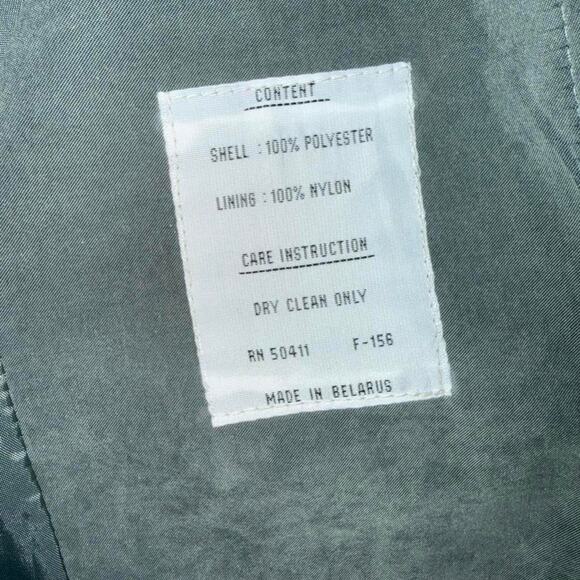 CONTENT
SHELL : 100% POLYESTER
LINING : 100% NYLON
CARE INSTRUCTION
DRY CLEAN ONLY
RN 50411 F-156
MADE IN BELARUS